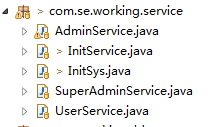 > com.se.working.service
AdminService.java
> InitService.java
> InitSys.java
SuperAdminService.java
UserService.java